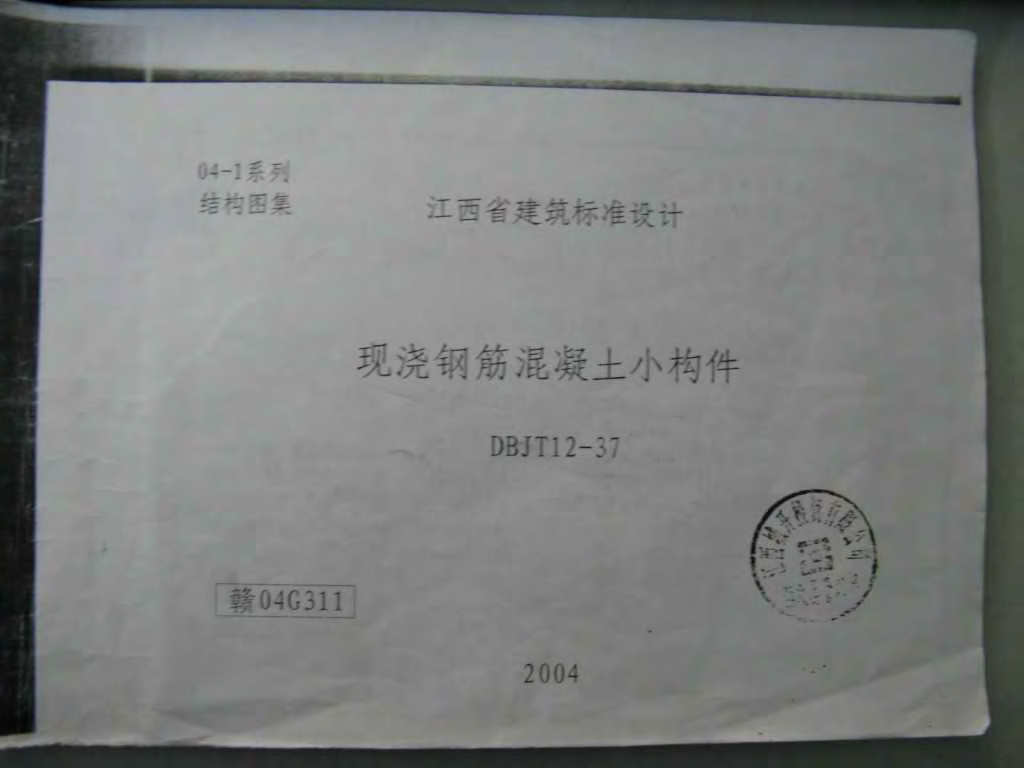 04-1系列
结构图集
江西省建筑标准设计
现浇钢筋混凝土小构件
DBJT12-37
赣04G311
2004